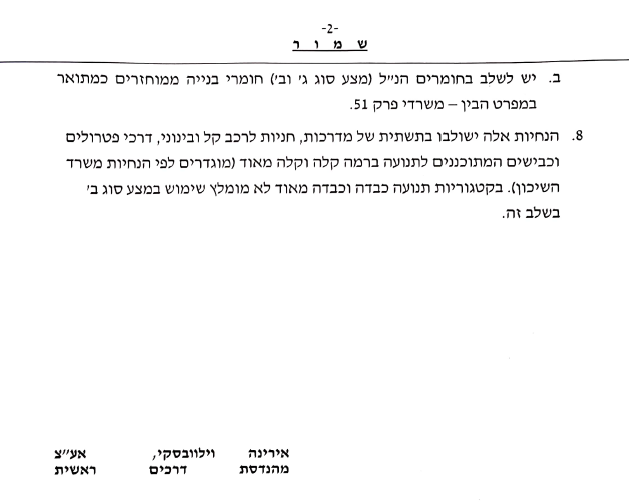 -2-
ש מ ו ר
ב. יש לשלב בחומרים הנ״ל (מצע סוג ג׳ וב׳) חומרי בנייה ממוחזרים כמתואר
במפרט הבין – משרדי פרק 51.
8. הנחיות אלה ישולבו בתשתית של מדרכות, חניות לרכב קל ובינוני, דרכי פטרולים
וכבישים המתוכננים לתנועה ברמה קלה וקלה מאוד (מוגדרים לפי הנחיות משרד
השיכון). בקטגוריות תנועה כבדה וכבדה מאוד לא מומלץ שימוש במצע סוג ב׳
בשלב זה.
אירינה וילוובסקי, אע״צ
מהנדסת דרכים ראשית